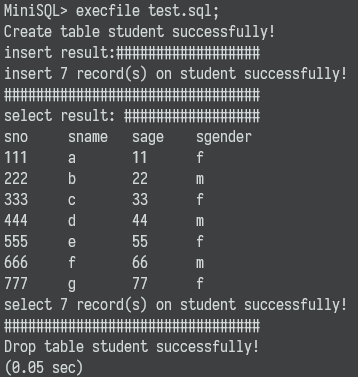 MiniSQL> execfile test.sql;
Create table student successfully!
insert result:##################
insert 7 record(s) on student successfully!
################################
select result: #################
sno sname sage sgender
111 a 11 f
222 b 22 m
333 c 33 f
444 d 44 m
555 e 55 f
666 f 66 m
777 g 77 f
select 7 record(s) on student successfully!
################################
Drop table student successfully!
(0.05 sec)